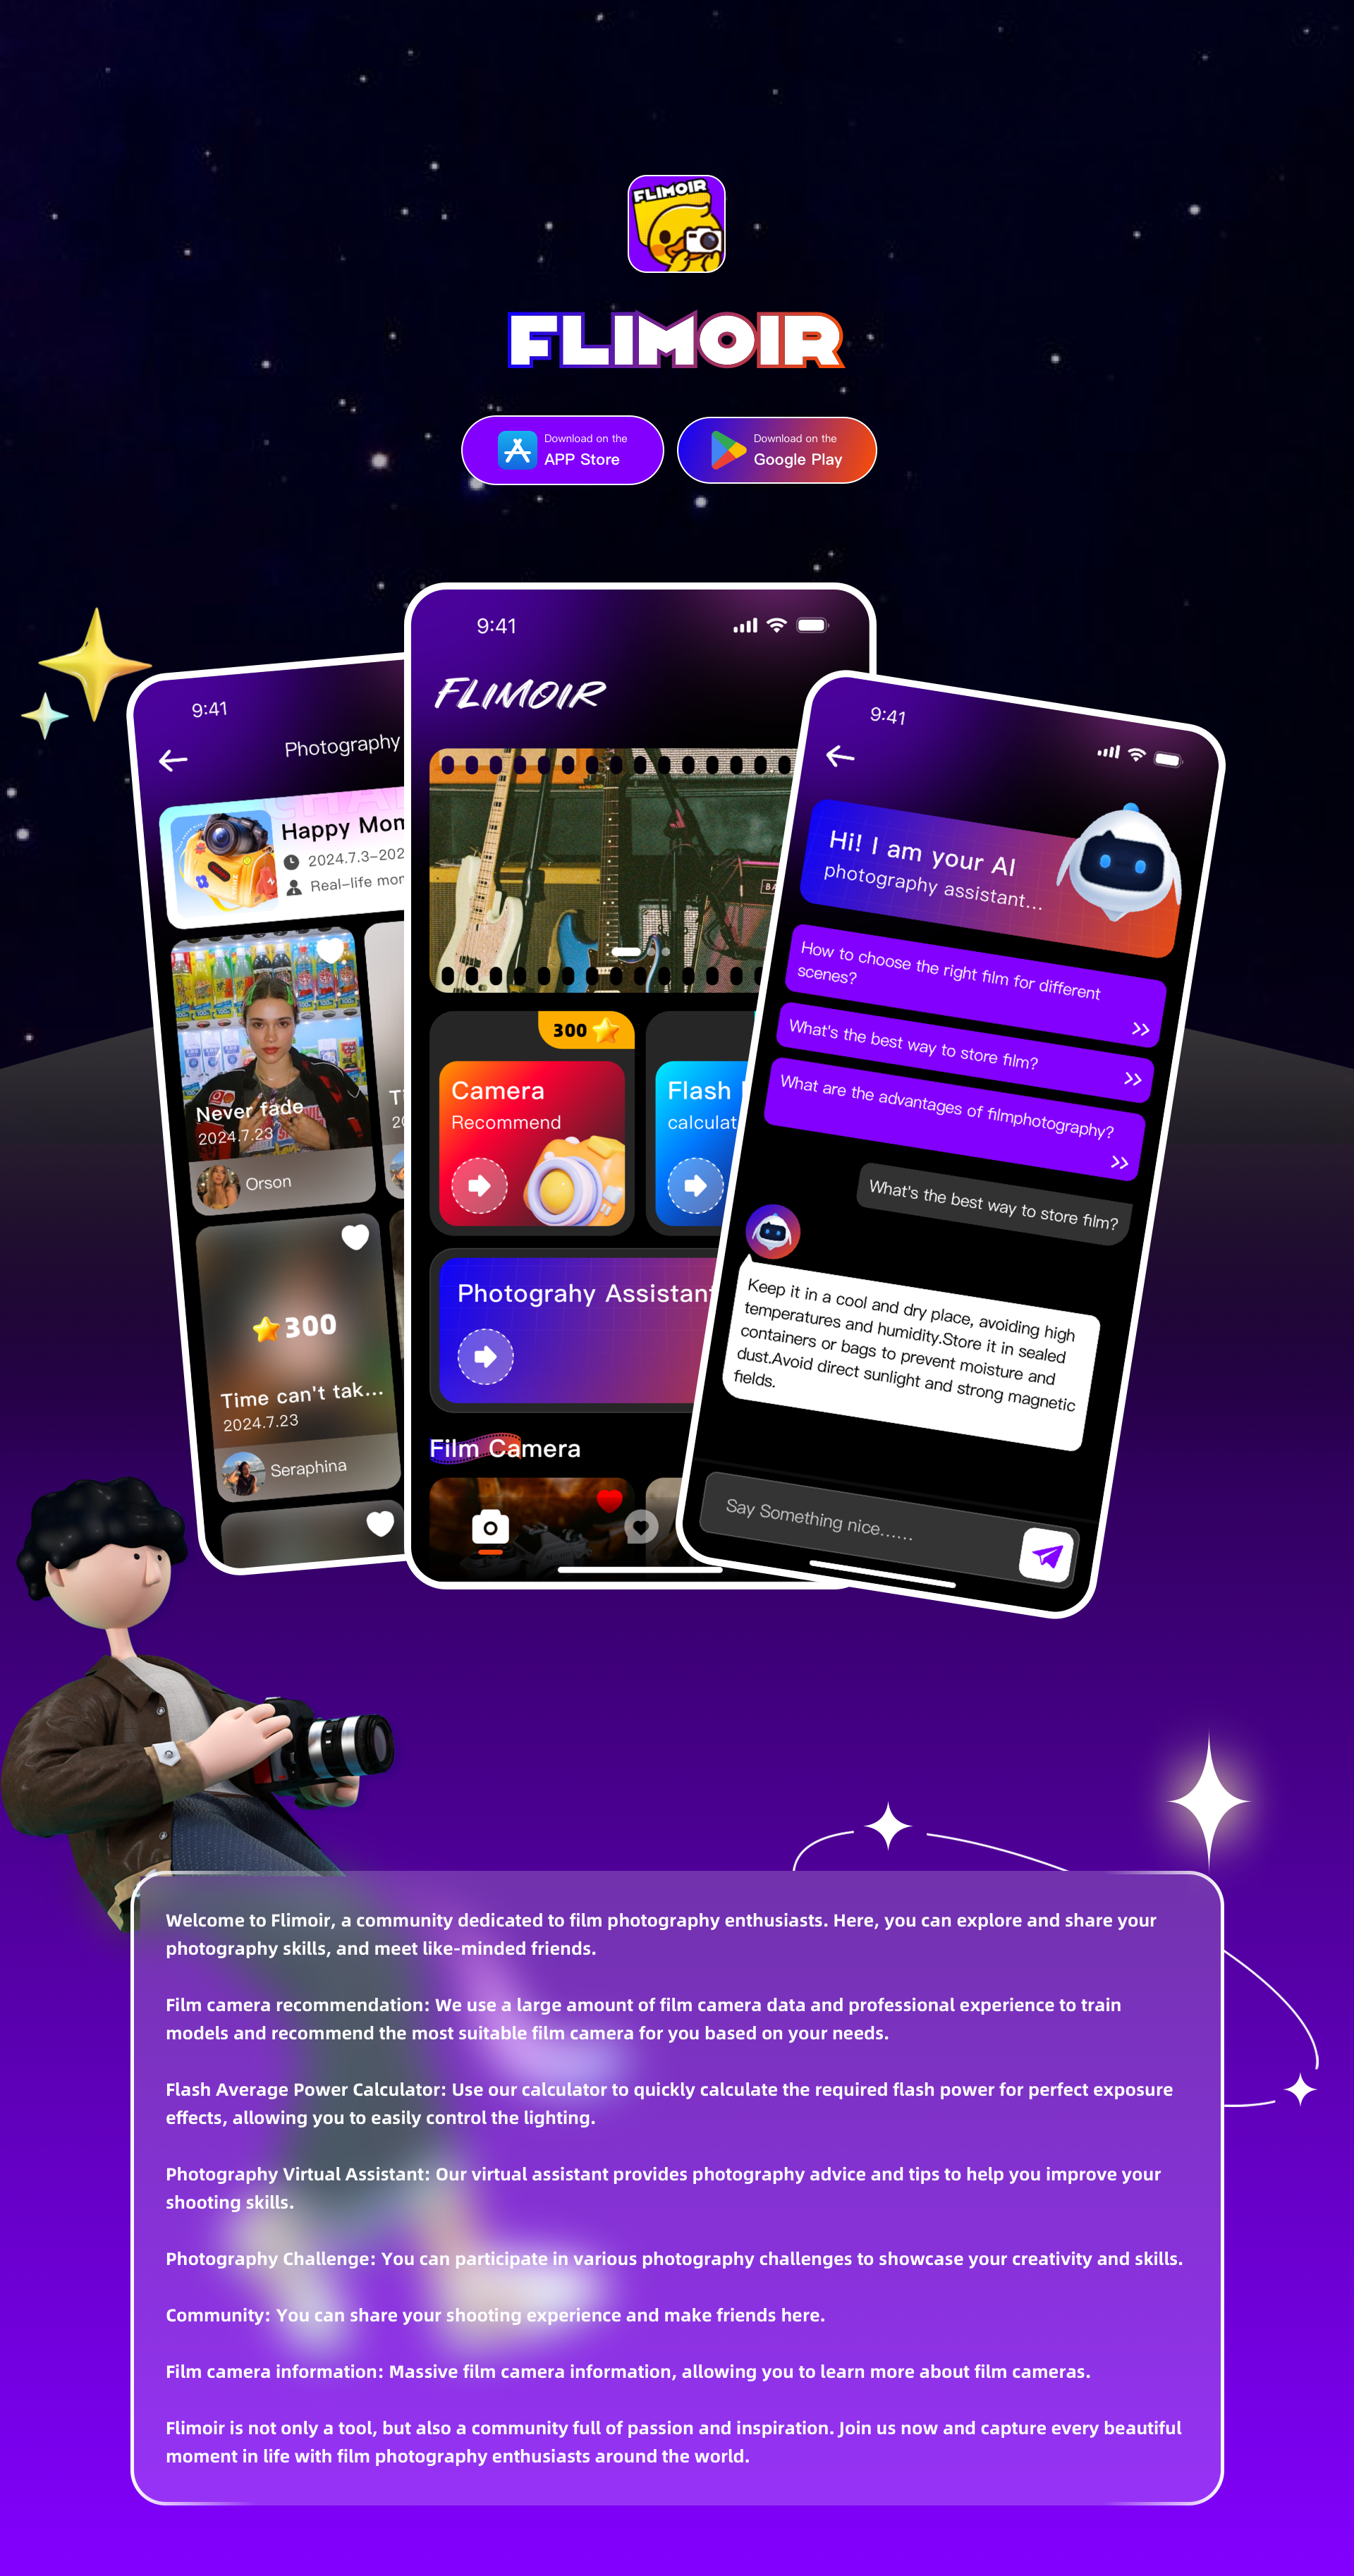 FLIMOIR
FLIMOIR
Download on the
APP Store
Download on the
Google Play
9:41
Photography
Happy Mom
2024.7.3-202
Real-life mor
Never fade
2024.7.23
Orson
300
Time can't tak...
2024.7.23
Seraphina
9:41
FLIMOIR
300
Camera
Recommend
Flash
calculat
Photograhy Assistant
Film Camera
9:41
Hi! I am your AI
photography assistant...
How to choose the right film for different
scenes?
What's the best way to store film?
What are the advantages of filmphotography?
What's the best way to store film?
Keep it in a cool and dry place, avoiding high
temperatures and humidity.Store it in sealed
containers or bags to prevent moisture and
dust.Avoid direct sunlight and strong magnetic
fields.
Say Something nice......
Welcome to Flimoir, a community dedicated to film photography enthusiasts. Here, you can explore and share your
photography skills, and meet like-minded friends.
Film camera recommendation: We use a large amount of film camera data and professional experience to train
models and recommend the most suitable film camera for you based on your needs.
Flash Average Power Calculator: Use our calculator to quickly calculate the required flash power for perfect exposure
effects, allowing you to easily control the lighting.
Photography Virtual Assistant: Our virtual assistant provides photography advice and tips to help you improve your
shooting skills.
Photography Challenge: You can participate in various photography challenges to showcase your creativity and skills.
Community: You can share your shooting experience and make friends here.
Film camera information: Massive film camera information, allowing you to learn more about film cameras.
Flimoir is not only a tool, but also a community full of passion and inspiration. Join us now and capture every beautiful
moment in life with film photography enthusiasts around the world.